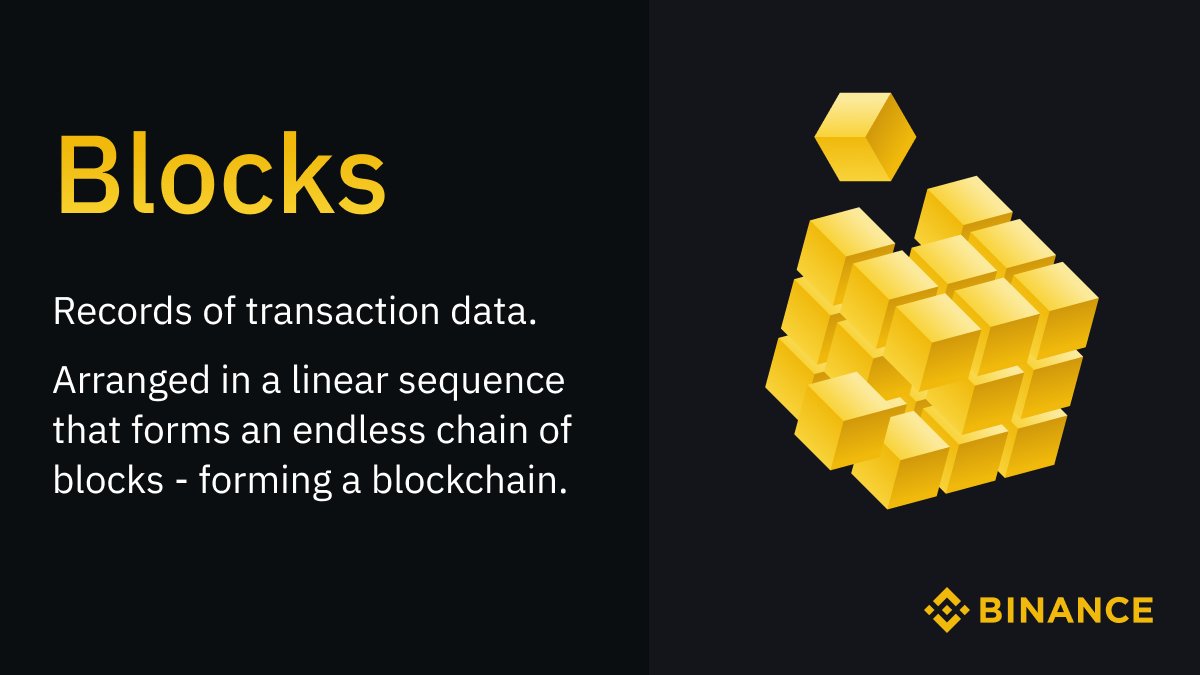 Blocks
Records of transaction data.
Arranged in a linear sequence
that forms an endless chain of
blocks - forming a blockchain.
BINANCE